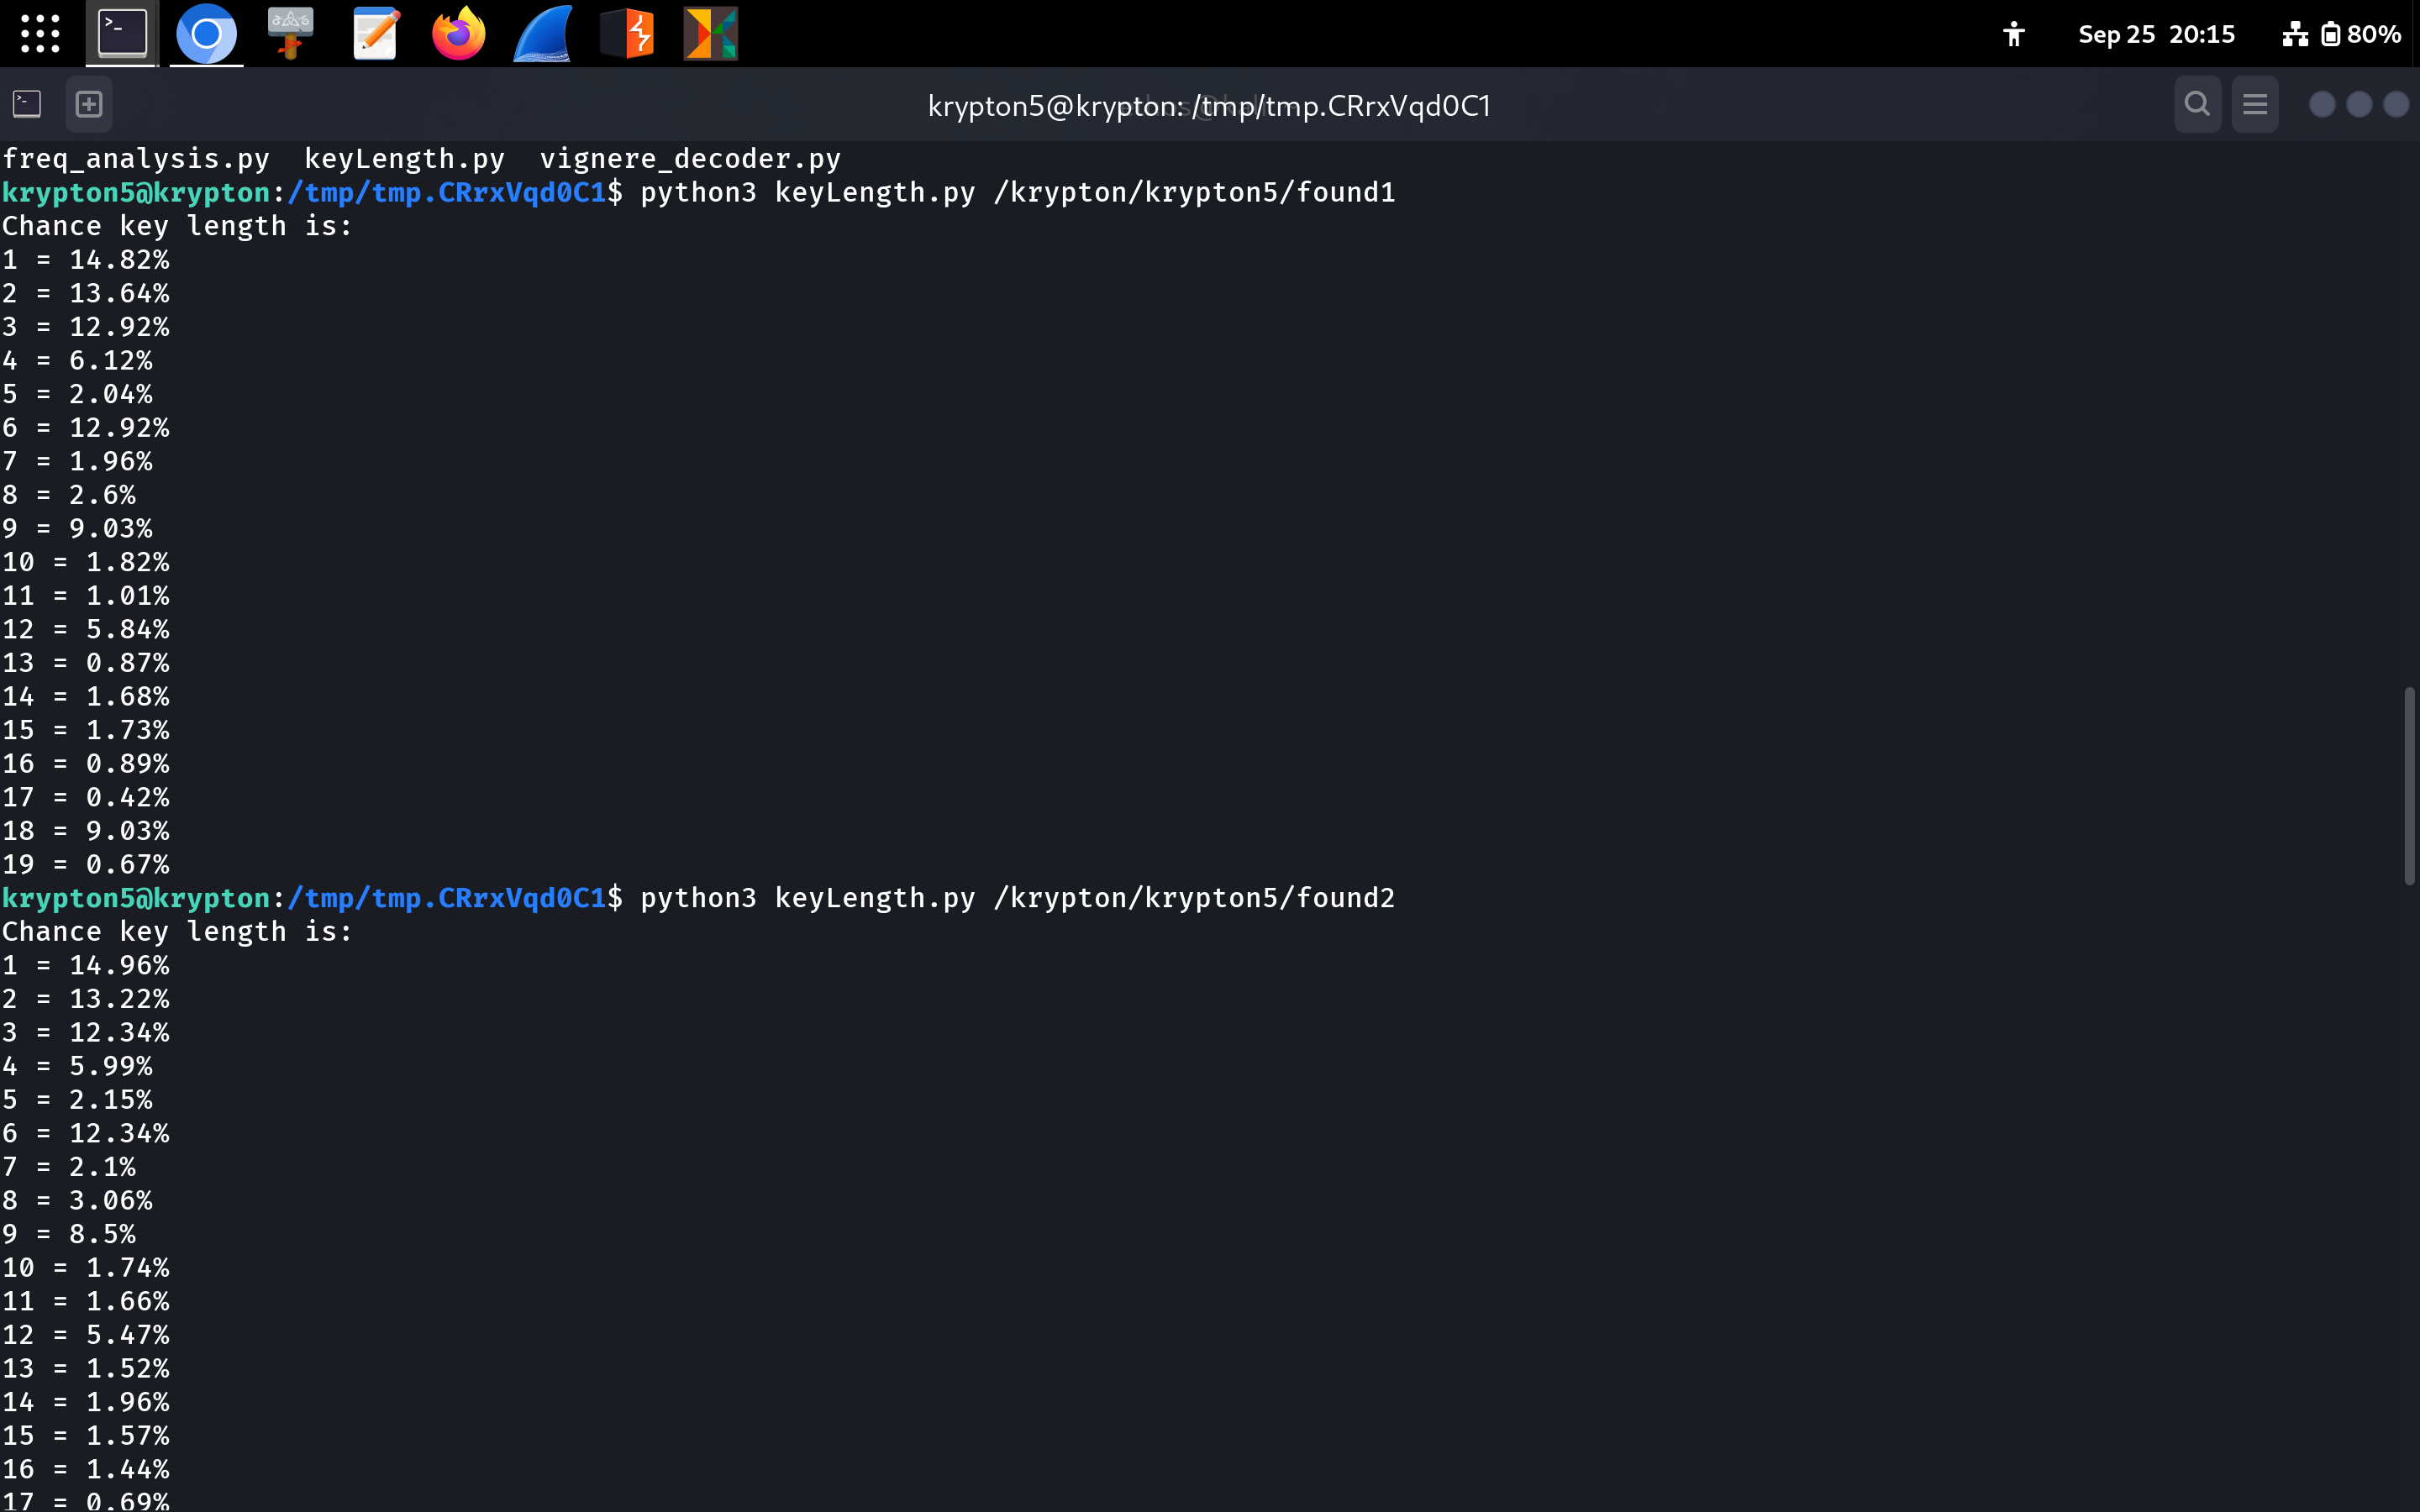 Sep 25 20:15 80%
krypton5@krypton: /tmp/tmp.CRrxVqd0C1
freq_analysis.py keyLength.py vignere_decoder.py
krypton5@krypton:/tmp/tmp.CRrxVqd0C1$ python3 keyLength.py /krypton/krypton5/found1
Chance key length is:
1 = 14.82%
2 = 13.64%
3 = 12.92%
4 = 6.12%
5 = 2.04%
6 = 12.92%
7 = 1.96%
8 = 2.6%
9 = 9.03%
10 = 1.82%
11 = 1.01%
12 = 5.84%
13 = 0.87%
14 = 1.68%
15 = 1.73%
16 = 0.89%
17 = 0.42%
18 = 9.03%
19 = 0.67%
krypton5@krypton:/tmp/tmp.CRrxVqd0C1$ python3 keyLength.py /krypton/krypton5/found2
Chance key length is:
1 = 14.96%
2 = 13.22%
3 = 12.34%
4 = 5.99%
5 = 2.15%
6 = 12.34%
7 = 2.1%
8 = 3.06%
9 = 8.5%
10 = 1.74%
11 = 1.66%
12 = 5.47%
13 = 1.52%
14 = 1.96%
15 = 1.57%
16 = 1.44%
17 = 0.69%